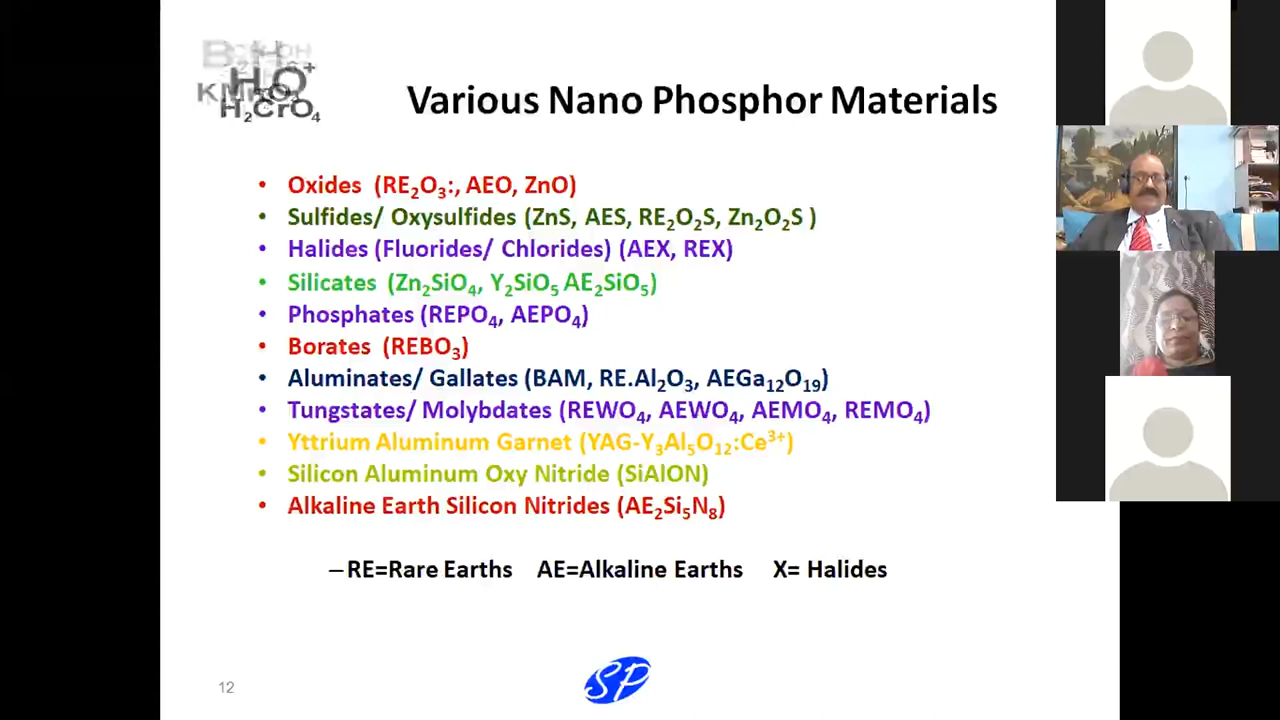 H₃O⁺
H₂CrO₄
Various Nano Phosphor Materials
• Oxides (RE₂O₃:, AEO, ZnO)
• Sulfides/ Oxysulfides (ZnS, AES, RE₂O₂S, Zn₂O₂S )
• Halides (Fluorides/ Chlorides) (AEX, REX)
• Silicates (Zn₂SiO₄, Y₂SiO₅ AE₂SiO₅)
• Phosphates (REPO₄, AEPO₄)
• Borates (REBO₃)
• Aluminates/ Gallates (BAM, RE.Al₂O₃, AEGa₁₂O₁₉)
• Tungstates/ Molybdates (REWO₄, AEWO₄, AEMO₄, REMO₄)
• Yttrium Aluminum Garnet (YAG-Y₃Al₅O₁₂:Ce³⁺)
• Silicon Aluminum Oxy Nitride (SiAlON)
• Alkaline Earth Silicon Nitrides (AE₂Si₅N₈)
–RE=Rare Earths AE=Alkaline Earths X= Halides
12
SP